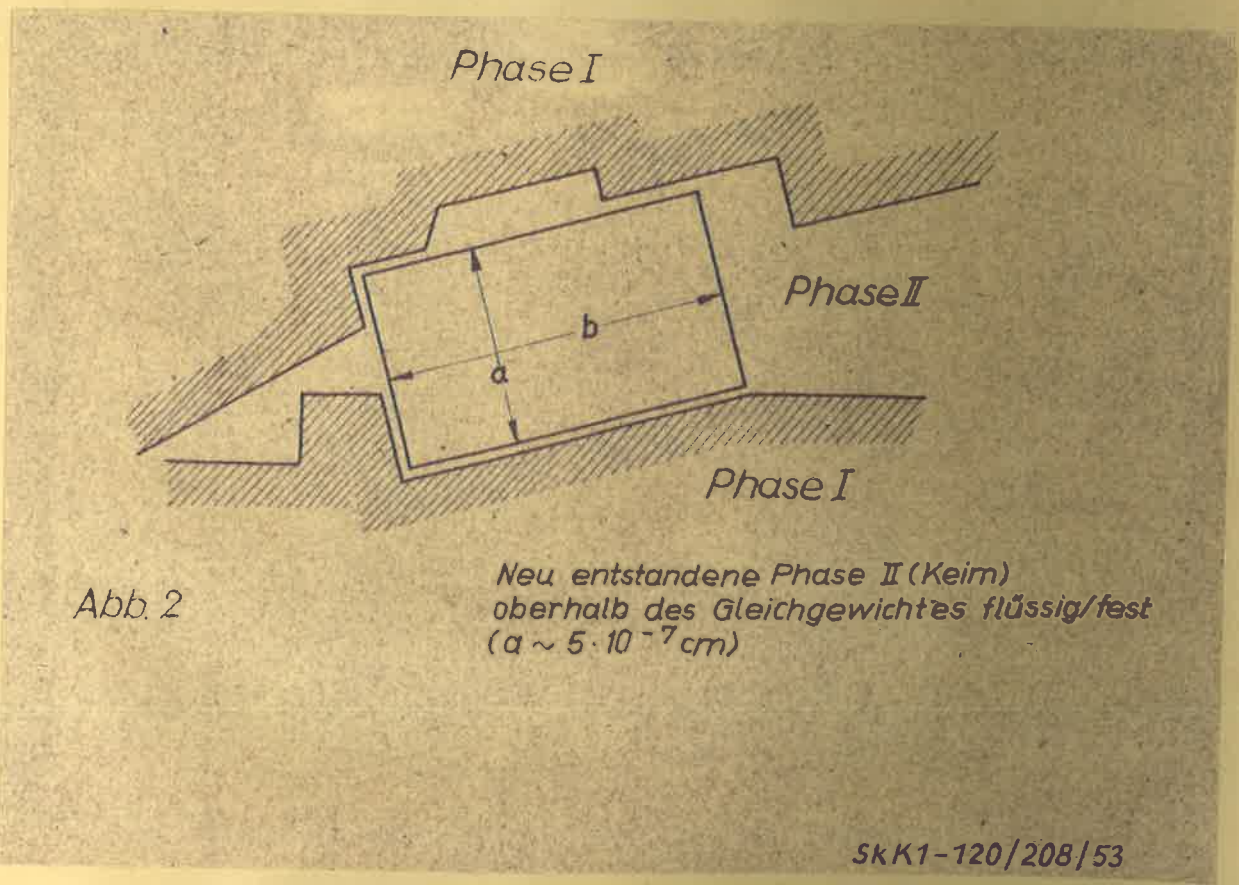 Phase I
Phase II
b
a
Phase I
Abb. 2
Neu entstandene Phase II (Keim)
oberhalb des Gleichgewichtes flüssig/fest
(a ~ 5·10⁻⁷ cm)
SkK1-120/208/53